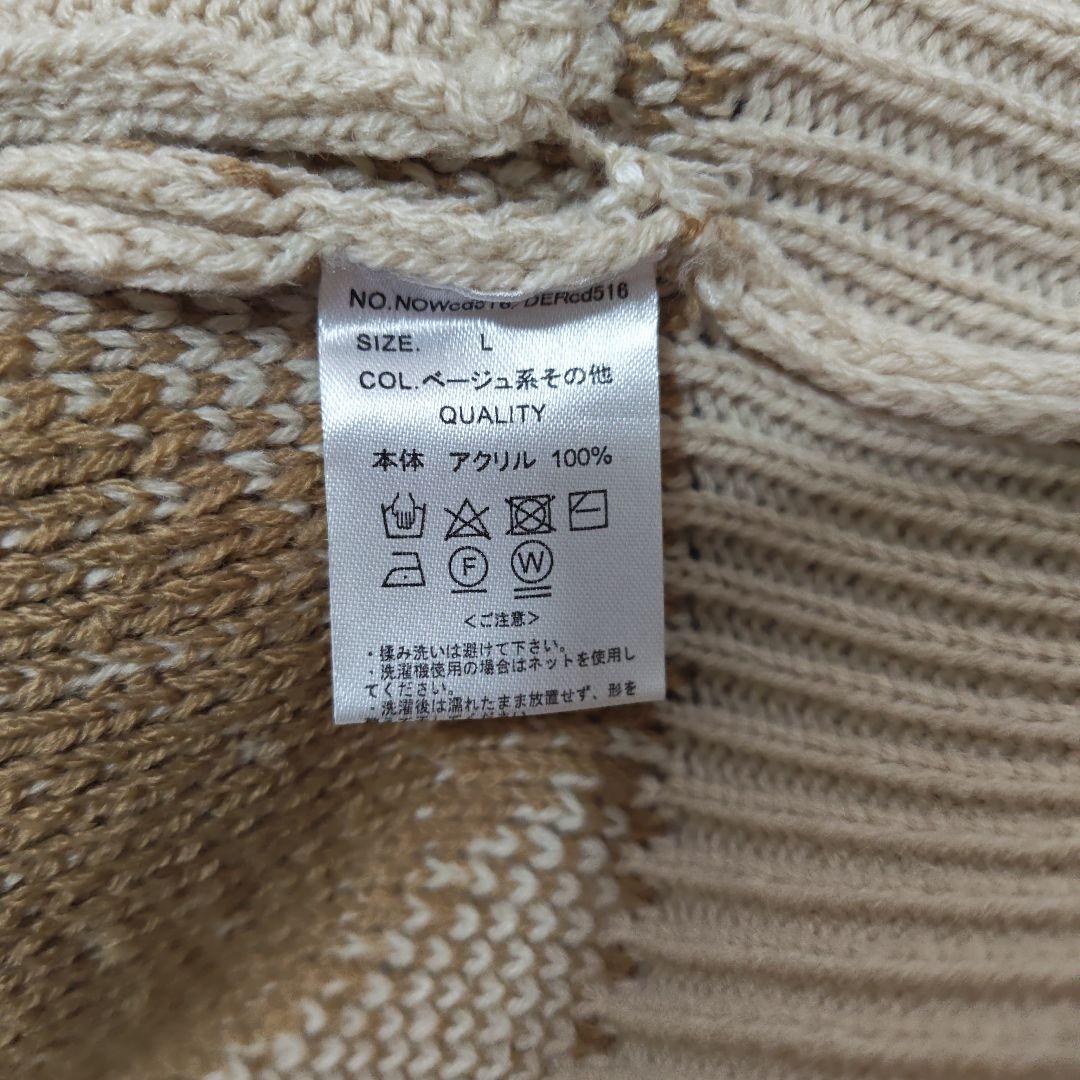 NO.NOWcd516/DERcd516
SIZE. L
COL.ベージュ系その他
QUALITY
本体 アクリル 100%
F W
<ご注意>
・揉み洗いは避けて下さい。
・洗濯機使用の場合はネットを使用し
てください。
・洗濯後は濡れたまま放置せず、形を